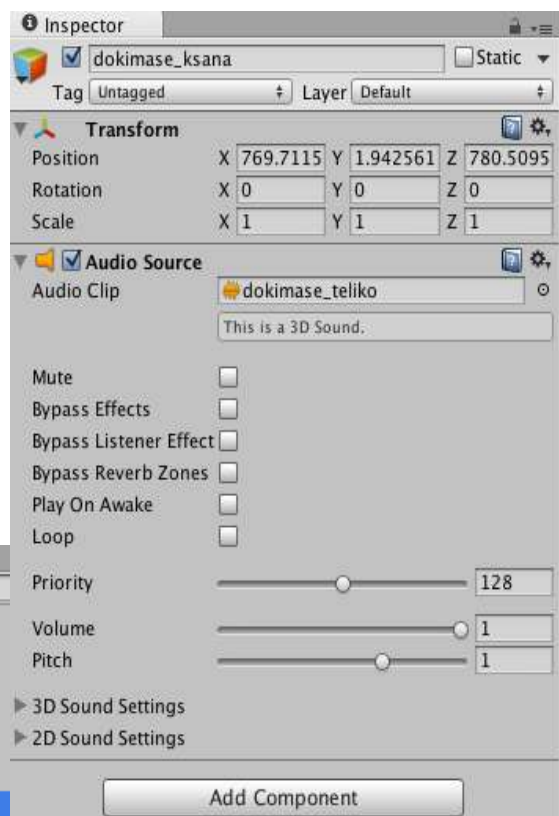 Inspector
dokimase_ksana Static
Tag Untagged Layer Default
Transform
Position X 769.7115 Y 1.942561 Z 780.5095
Rotation X 0 Y 0 Z 0
Scale X 1 Y 1 Z 1
Audio Source
Audio Clip dokimase_teliko
This is a 3D Sound.
Mute
Bypass Effects
Bypass Listener Effect
Bypass Reverb Zones
Play On Awake
Loop
Priority 128
Volume 1
Pitch 1
3D Sound Settings
2D Sound Settings
Add Component